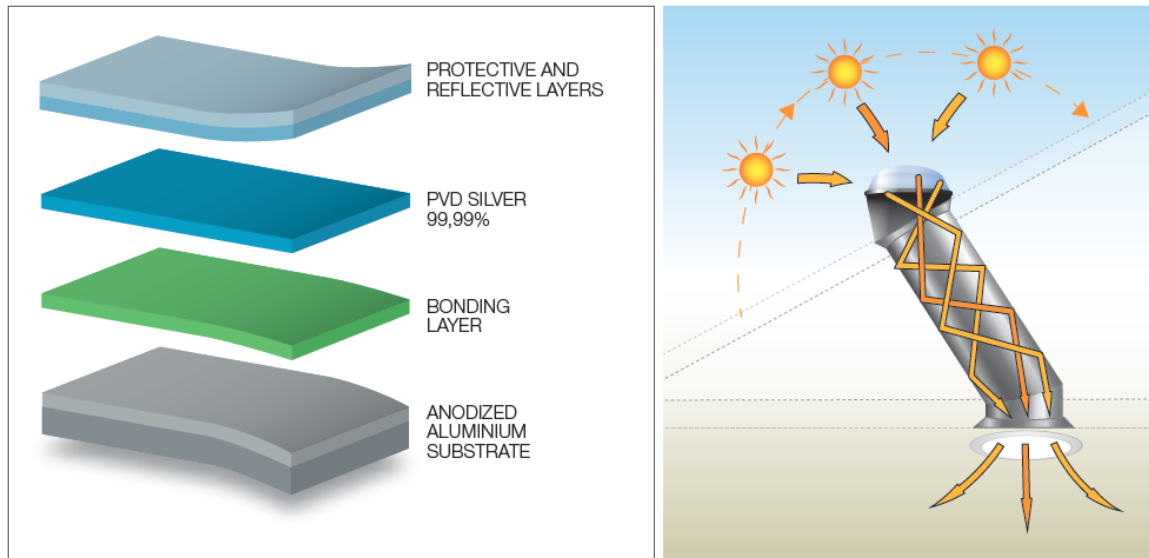 PROTECTIVE AND
REFLECTIVE LAYERS
PVD SILVER
99,99%
BONDING
LAYER
ANODIZED
ALUMINIUM
SUBSTRATE